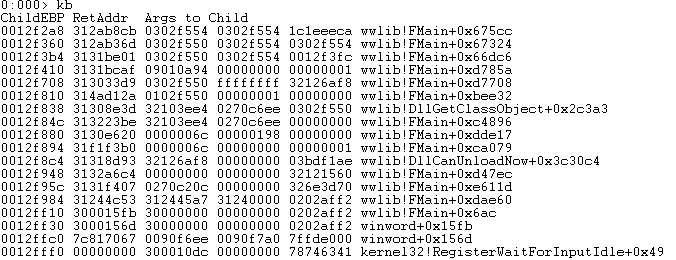 0:000> kb
ChildEBP RetAddr  Args to Child
0012f2a8 312ab8cb 0302f554 0302f554 1c1eeeca wwlib!FMain+0x675cc
0012f360 312ab36d 0302f554 0302f554 0302f554 wwlib!FMain+0x67324
0012f3b4 3131be01 0302f554 00000000 0012f3fc wwlib!FMain+0x66dc6
0012f410 3131bcaf 09010a94 00000000 00000001 wwlib!FMain+0xd785a
0012f708 313033d9 0302f550 ffffffff 32126af8 wwlib!FMain+0xd7708
0012f810 314ad12a 0102f550 00000001 00000000 wwlib!FMain+0xbee32
0012f838 31308e3d 32103ee4 0270c6ee 0302f550 wwlib!DllGetClassObject+0x2c3a3
0012f84c 313223be 32103ee4 0270c6ee 00000000 wwlib!FMain+0xc4896
0012f880 3130e620 0000006c 00000198 00000000 wwlib!FMain+0xdde17
0012f894 31f1f3b0 0000006c 00000000 00000001 wwlib!FMain+0xca079
0012f8c4 31318d93 32126af8 00000000 03bdf1ae wwlib!DllCanUnloadNow+0x3c30c4
0012f948 3132a6c4 00000000 00000000 32121560 wwlib!FMain+0xd47ec
0012f95c 3131f407 0270c20c 00000000 326e3d70 wwlib!FMain+0xe611d
0012f984 31244c53 312445a7 31240000 0202aff2 wwlib!FMain+0xdae60
0012ff10 300015fb 31240000 00000000 0202aff2 wwlib!FMain+0x6ac
0012ff30 3000156d 30000000 00000000 0202aff2 winword+0x15fb
0012ffc0 7c817067 0090f6ee 0090f7a0 7ffde000 winword+0x156d
0012fff0 00000000 300010dc 00000000 78746341 kernel32!RegisterWaitForInputIdle+0x49